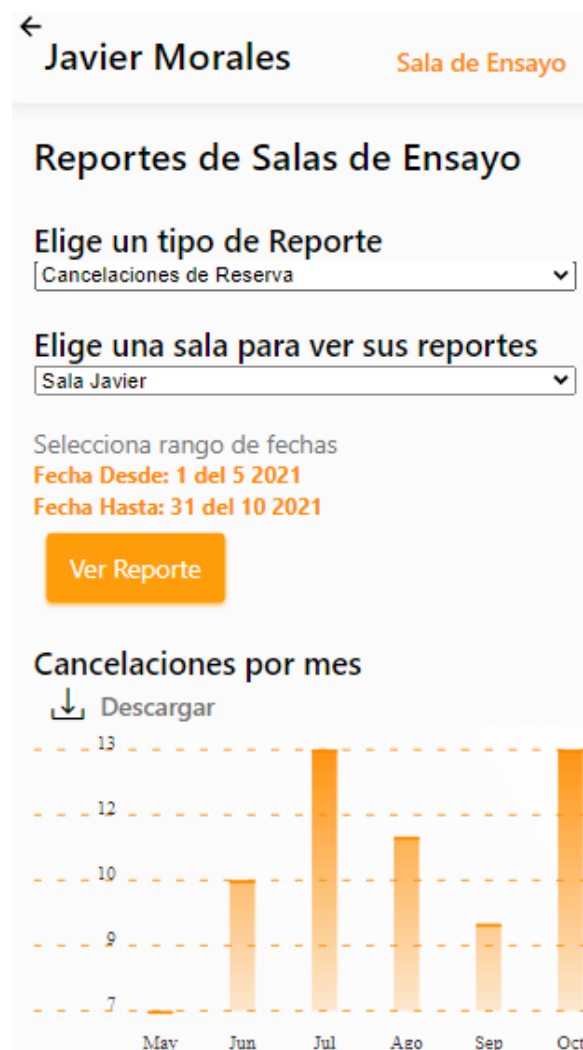 ←
Javier Morales
Sala de Ensayo
Reportes de Salas de Ensayo
Elige un tipo de Reporte
Cancelaciones de Reserva
Elige una sala para ver sus reportes
Sala Javier
Selecciona rango de fechas
Fecha Desde: 1 del 5 2021
Fecha Hasta: 31 del 10 2021
Ver Reporte
Cancelaciones por mes
Descargar
13
12
10
9
7
May Jun Jul Ago Sep Oct